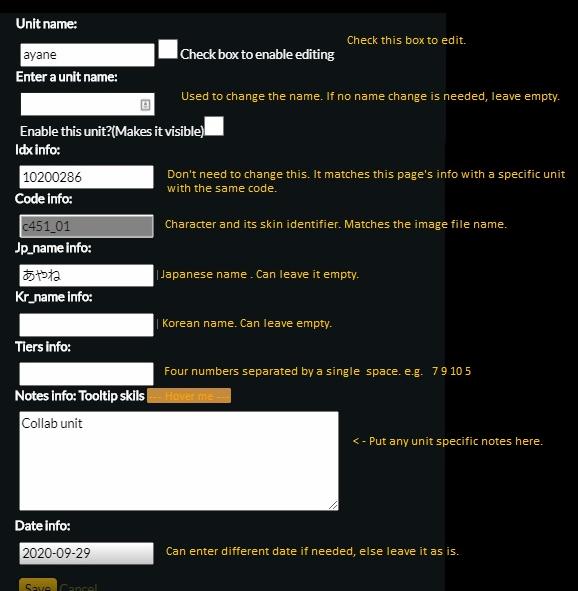 Unit name:
Check this box to edit.
ayane
Check box to enable editing
Enter a unit name:
Used to change the name. If no name change is needed, leave empty.
Enable this unit?(Makes it visible)
Idx info:
10200286
Don't need to change this. It matches this page's info with a specific unit
with the same code.
Code info:
c451_01
Character and its skin identifier. Matches the image file name.
Jp_name info:
あやね
| Japanese name . Can leave it empty.
Kr_name info:
| Korean name. Can leave empty.
Tiers info:
Four numbers separated by a single space. e.g. 7 9 10 5
Notes info: Tooltip skils --- Hover me ---
Collab unit
< - Put any unit specific notes here.
Date info:
2020-09-29
Can enter different date if needed, else leave it as is.
Save Cancel